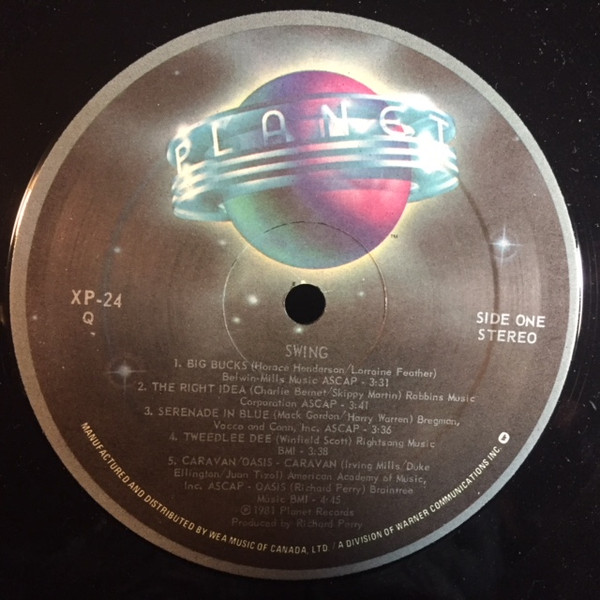 PLANET
™
XP-24
Q
SIDE ONE
STEREO
SWING
1. BIG BUCKS (Horace Henderson/Lorraine Feather)
Belwin-Mills Music ASCAP - 3:31
2. THE RIGHT IDEA (Charlie Bernet/Skippy Martin) Robbins Music
Corporation ASCAP - 3:41
3. SERENADE IN BLUE (Mack Gordon/Harry Warren) Bregman,
Vocco and Conn, Inc. ASCAP - 3:36
4. TWEEDLEE DEE (Winfield Scott) Rightsong Music
BMI - 3:38
5. CARAVAN/OASIS - CARAVAN (Irving Mills/Duke
Ellington/Juan Tizol) American Academy of Music,
Inc. ASCAP - OASIS (Richard Perry) Braintree
Music BMI - 4:45
℗1981 Planet Records
Produced by Richard Perry
MANUFACTURED AND DISTRIBUTED BY WEA MUSIC OF CANADA, LTD. / A DIVISION OF WARNER COMMUNICATIONS INC.